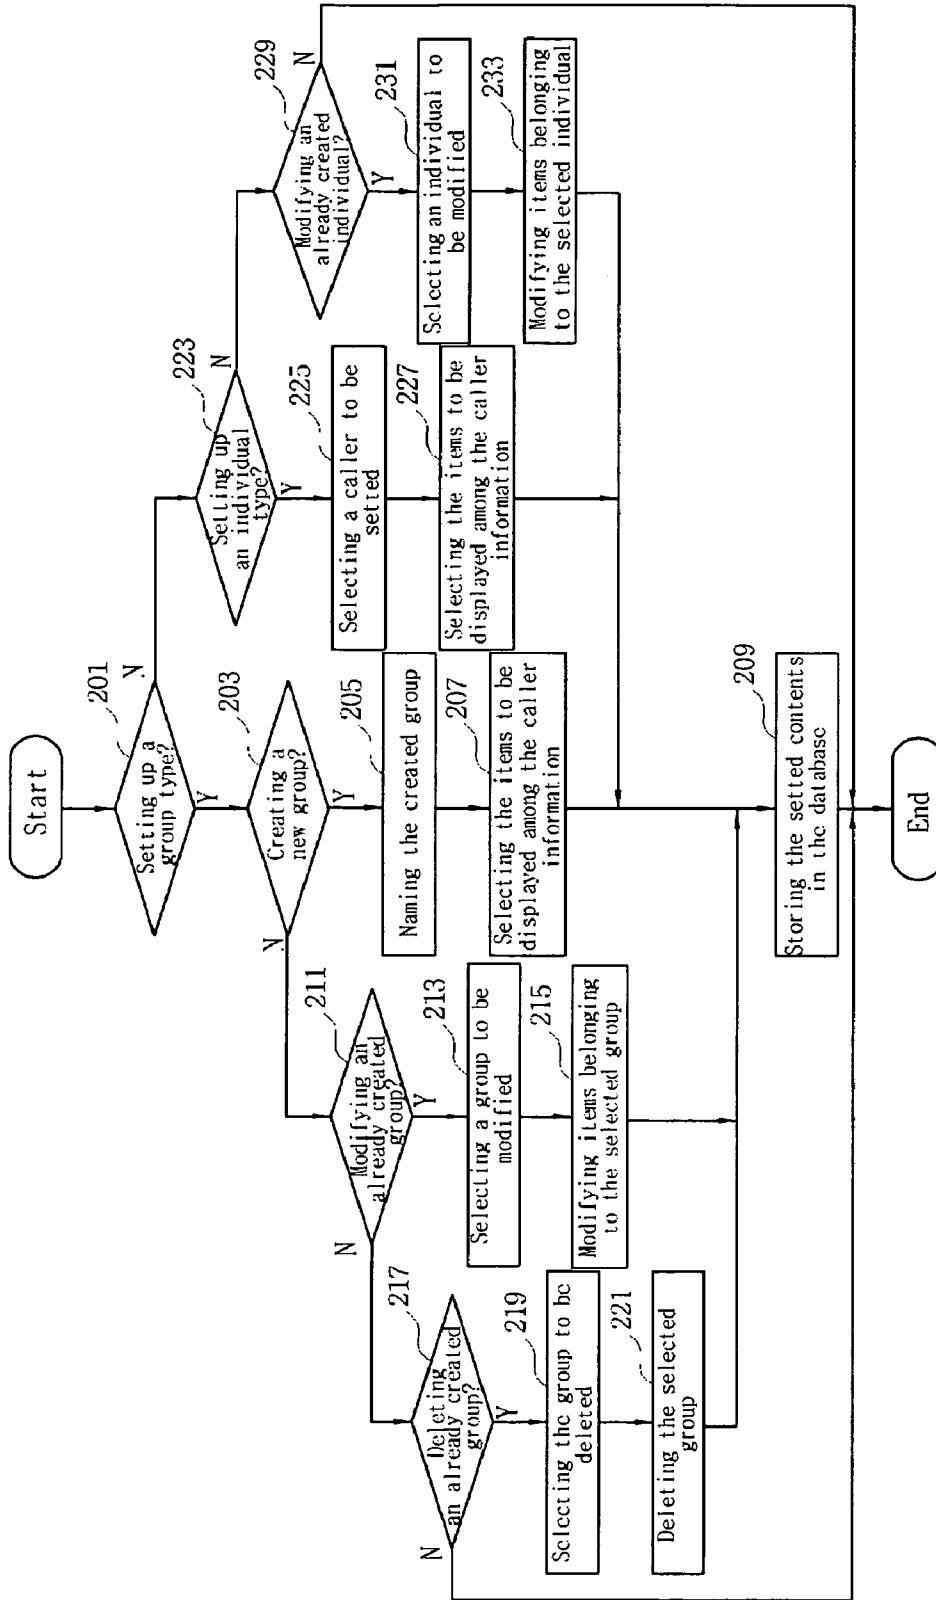 Start
201
Setting up a
group type?
N
Y
203
Creating a
new group?
N
Y
205
Naming the created group
207
Selecting the items to be
displayed among the caller
information
211
Modifying an
already created
group?
N
Y
213
Selecting a group to be
modified
215
Modifying items belonging
to the selected group
217
Deleting
an already created
group?
N
Y
219
Selecting the group to be
deleted
221
Deleting the selected
group
223
Setting up
an individual
type?
N
Y
225
Selecting a caller to be
setted
227
Selecting the items to be
displayed among the caller
information
229
Modifying an
already created
individual?
N
Y
231
Selecting an individual to
be modified
233
Modifying items belonging
to the selected individual
209
Storing the setted contents
in the database
End